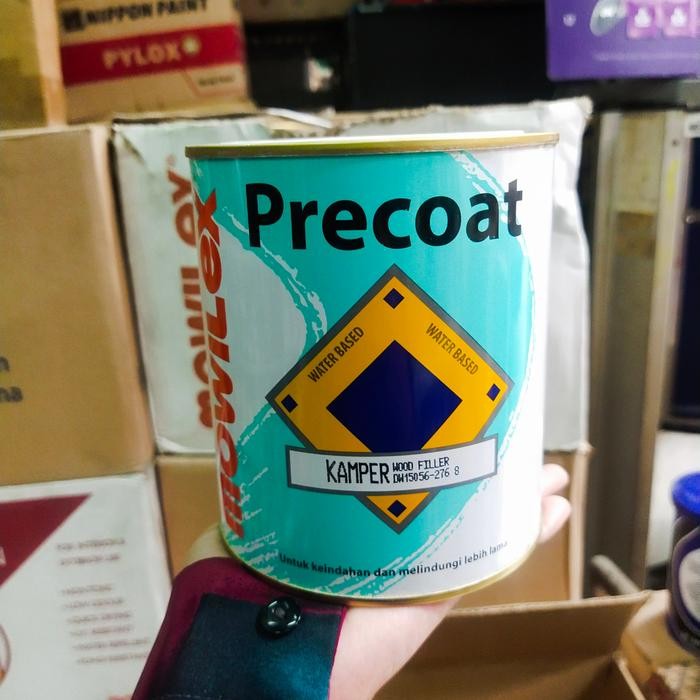 NIPPON PAINT
PYLOX
MOWILEX
mowiLex
Precoat
WATER BASED
WATER BASED
KAMPER WOOD FILLER
DW15056-276 8
Untuk keindahan dan melindungi lebih lama